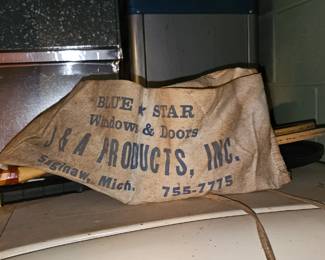 BLUE ★ STAR
Windows & Doors
& A PRODUCTS, INC.
Saginaw, Mich. 755-7775